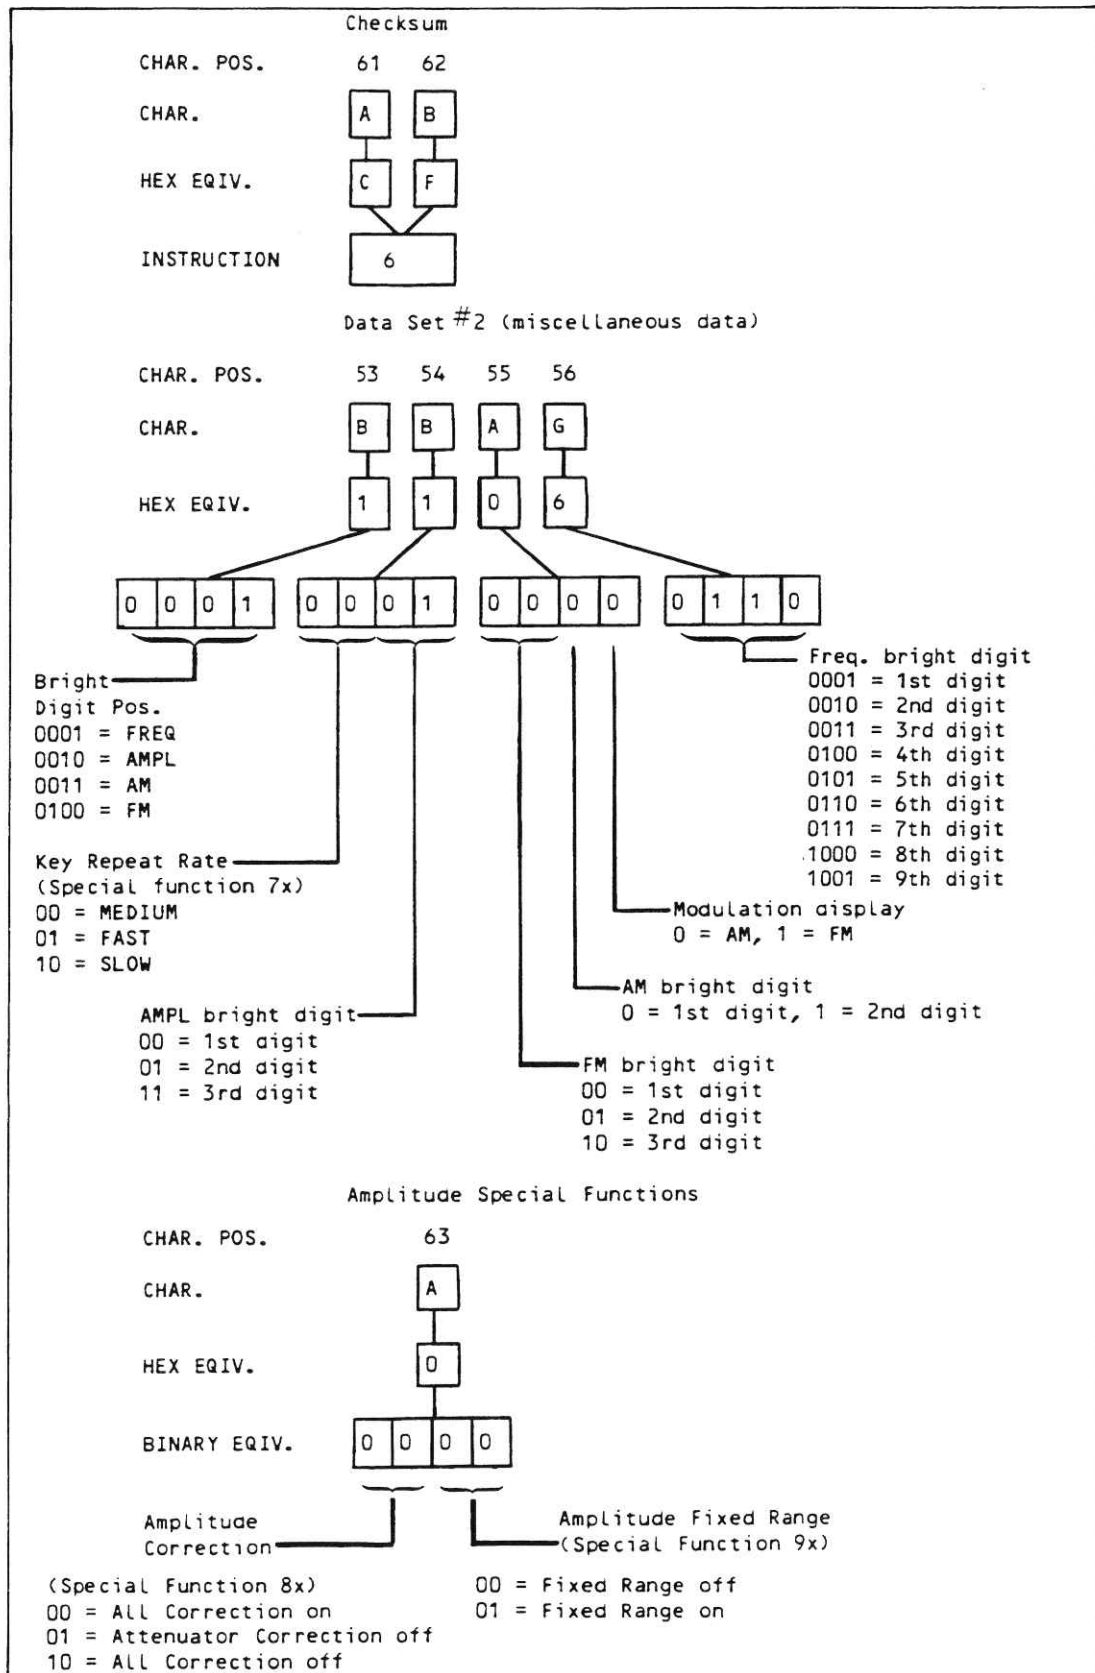 Checksum
CHAR. POS. 61 62
CHAR. A B
HEX EQIV. C F
INSTRUCTION 6
Data Set #2 (miscellaneous data)
CHAR. POS. 53 54 55 56
CHAR. B B A G
HEX EQIV. 1 1 0 6
0 0 0 1 0 0 0 1 0 0 0 0 0 1 1 0
Bright
Digit Pos.
0001 = FREQ
0010 = AMPL
0011 = AM
0100 = FM
Freq. bright digit
0001 = 1st digit
0010 = 2nd digit
0011 = 3rd digit
0100 = 4th digit
0101 = 5th digit
0110 = 6th digit
0111 = 7th digit
1000 = 8th digit
1001 = 9th digit
Key Repeat Rate
(Special function 7x)
00 = MEDIUM
01 = FAST
10 = SLOW
Modulation display
0 = AM, 1 = FM
AM bright digit
0 = 1st digit, 1 = 2nd digit
AMPL bright digit
00 = 1st digit
01 = 2nd digit
11 = 3rd digit
FM bright digit
00 = 1st digit
01 = 2nd digit
10 = 3rd digit
Amplitude Special Functions
CHAR. POS. 63
CHAR. A
HEX EQIV. 0
BINARY EQIV. 0 0 0 0
Amplitude
Correction
(Special Function 8x)
00 = All Correction on
01 = Attenuator Correction off
10 = All Correction off
Amplitude Fixed Range
(Special Function 9x)
00 = Fixed Range off
01 = Fixed Range on